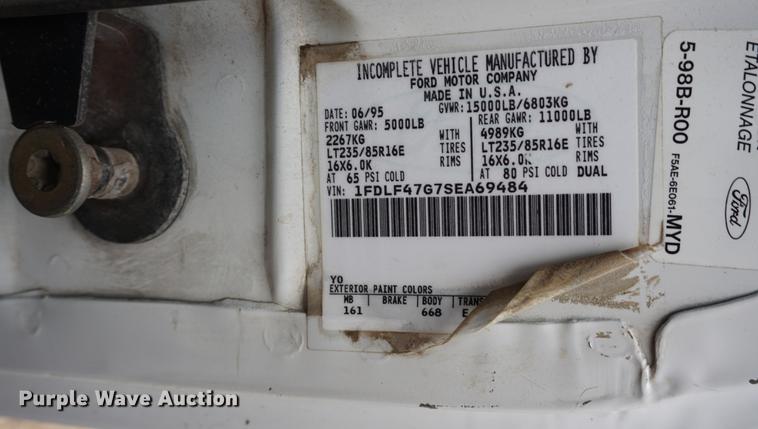 INCOMPLETE VEHICLE MANUFACTURED BY
FORD MOTOR COMPANY
MADE IN U.S.A.
DATE: 06/95
GVWR: 15000LB/6803KG
FRONT GAWR: 5000LB
2267KG WITH
LT235/85R16E TIRES
16X6.0K RIMS
AT 65 PSI COLD
REAR GAWR: 11000LB
4989KG WITH
LT235/85R16E TIRES
16X6.0K RIMS
AT 80 PSI COLD DUAL
VIN: 1FDLF47G7SEA69484
YO
EXTERIOR PAINT COLORS
WB BRAKE BODY TRANS
161 668 E
ETALONNAGE
5-98B-R00
F5AE-6E061-MYD
Ford
Purple Wave Auction